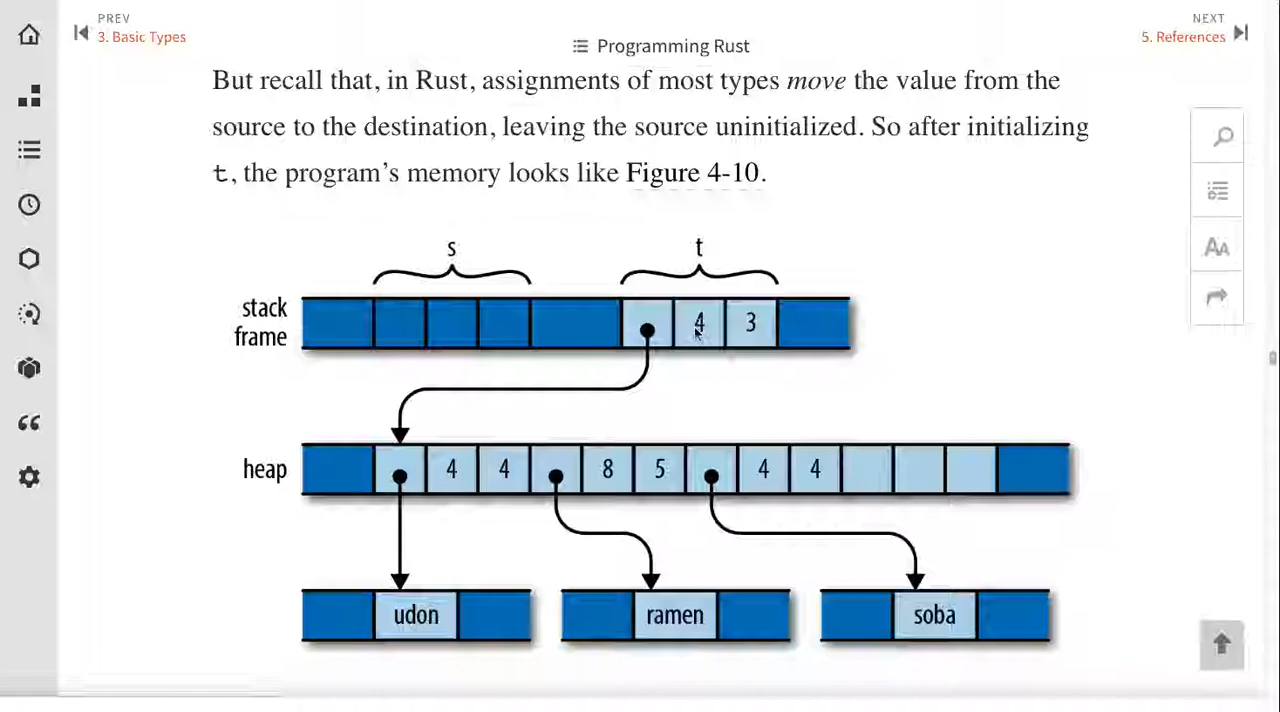 PREV
3. Basic Types
Programming Rust
NEXT
5. References
But recall that, in Rust, assignments of most types move the value from the
source to the destination, leaving the source uninitialized. So after initializing
t, the program’s memory looks like Figure 4-10.
s t
stack
frame
4 3
heap
4 4 8 5 4 4
udon ramen soba
AA